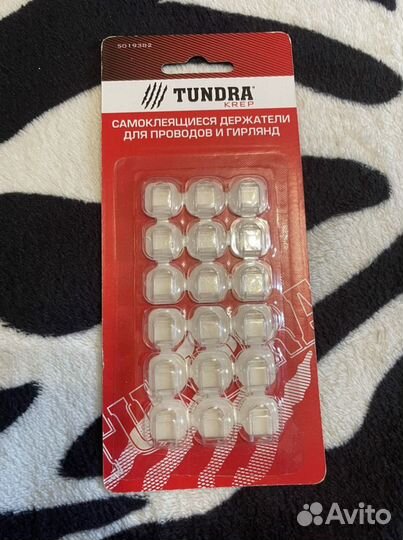 5019382
TUNDRA
KREP
САМОКЛЕЯЩИЕСЯ ДЕРЖАТЕЛИ
ДЛЯ ПРОВОДОВ И ГИРЛЯНД
Avito